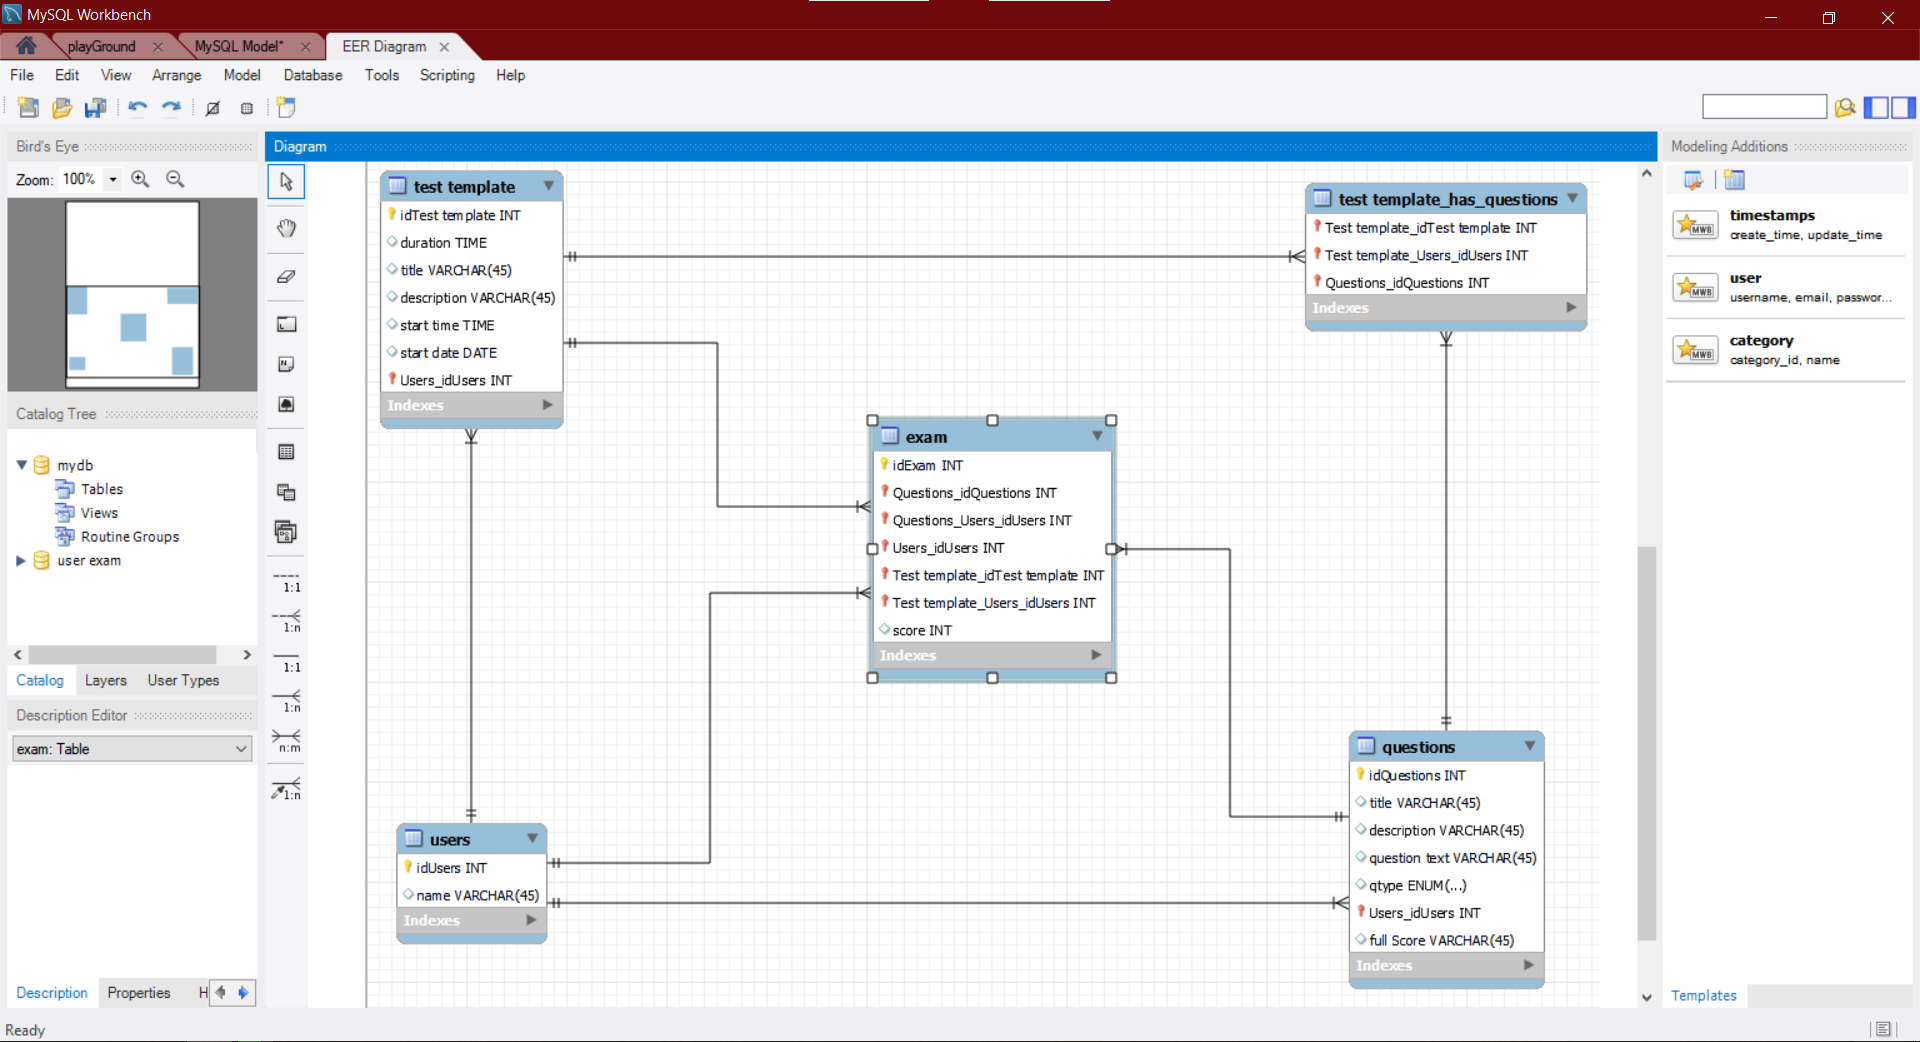 MySQL Workbench
playGround
MySQL Model*
EER Diagram
File Edit View Arrange Model Database Tools Scripting Help
Bird's Eye
Zoom: 100%
Catalog Tree
mydb
Tables
Views
Routine Groups
user exam
Catalog Layers User Types
Description Editor
exam: Table
Description Properties H
Ready
1:1
1:n
1:1
1:n
n:m
1:n
Diagram
test template
idTest template INT
duration TIME
title VARCHAR(45)
description VARCHAR(45)
start time TIME
start date DATE
Users_idUsers INT
Indexes
test template_has_questions
Test template_idTest template INT
Test template_Users_idUsers INT
Questions_idQuestions INT
Indexes
exam
idExam INT
Questions_idQuestions INT
Questions_Users_idUsers INT
Users_idUsers INT
Test template_idTest template INT
Test template_Users_idUsers INT
score INT
Indexes
users
idUsers INT
name VARCHAR(45)
Indexes
questions
idQuestions INT
title VARCHAR(45)
description VARCHAR(45)
question text VARCHAR(45)
qtype ENUM(...)
Users_idUsers INT
full Score VARCHAR(45)
Indexes
Modeling Additions
MWB
timestamps
create_time, update_time
MWB
user
username, email, passwor...
MWB
category
category_id, name
Templates